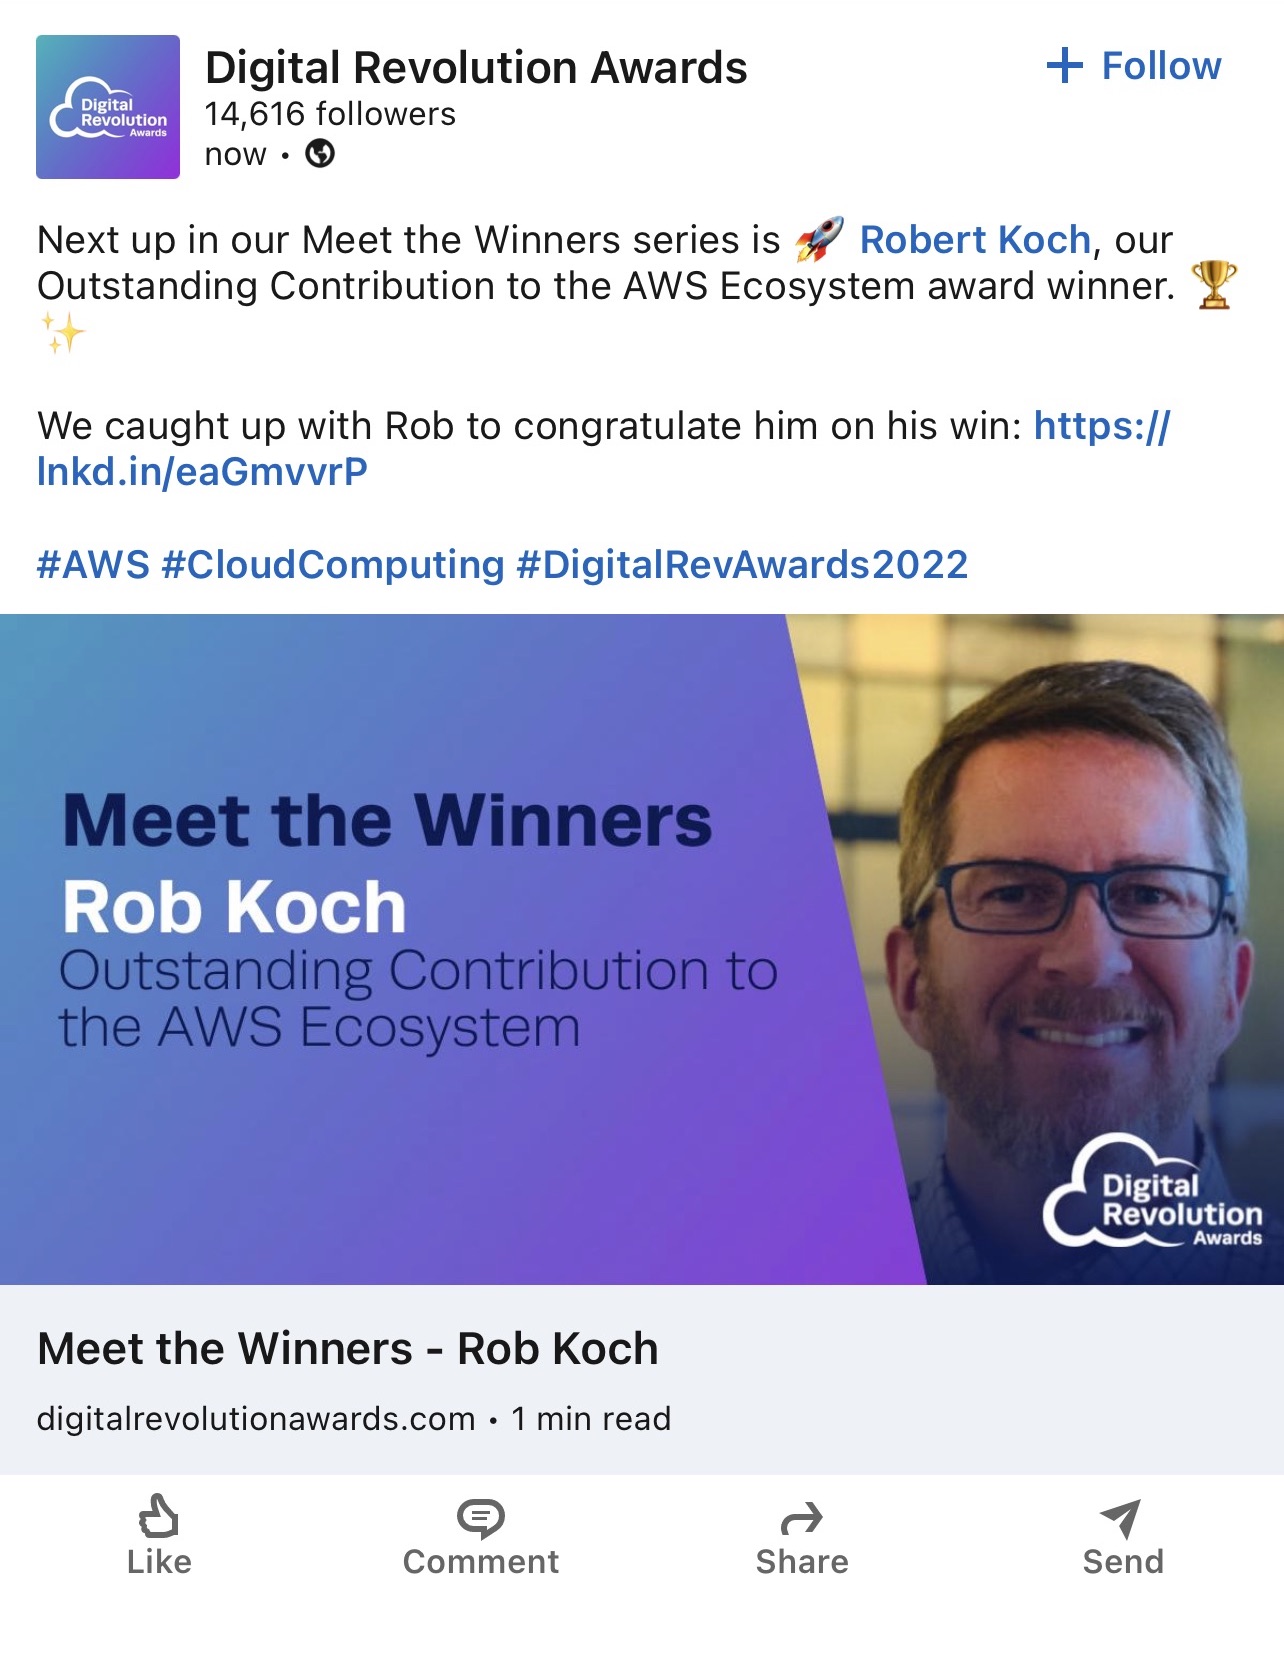 Digital
Revolution
Awards
Digital Revolution Awards
14,616 followers
now •
+ Follow
Next up in our Meet the Winners series is 🚀 Robert Koch, our
Outstanding Contribution to the AWS Ecosystem award winner. 🏆
✨
We caught up with Rob to congratulate him on his win: https://
lnkd.in/eaGmvvrP
#AWS #CloudComputing #DigitalRevAwards2022
Meet the Winners
Rob Koch
Outstanding Contribution to
the AWS Ecosystem
Digital
Revolution
Awards
Meet the Winners - Rob Koch
digitalrevolutionawards.com • 1 min read
Like
Comment
Share
Send